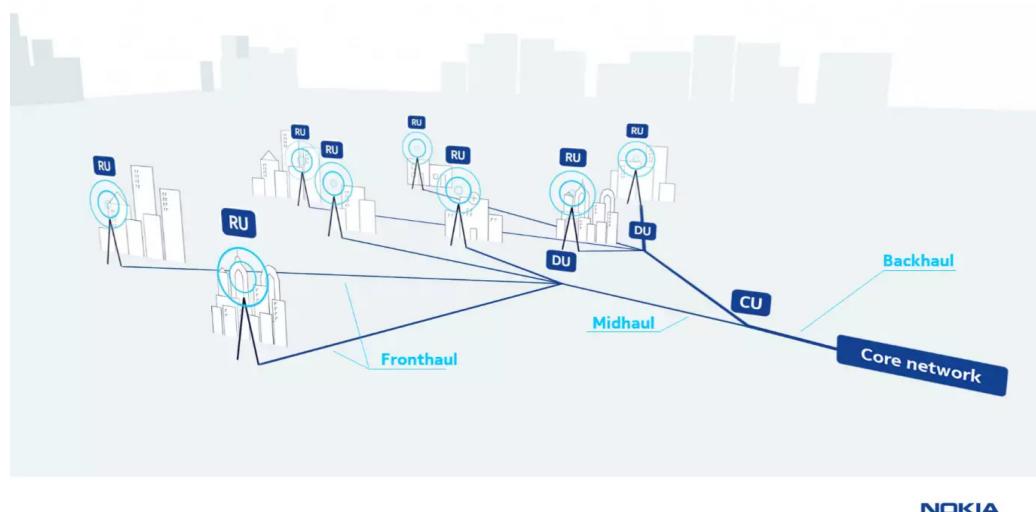 RU
RU
RU
RU
RU
RU
RU
RU
DU
DU
Backhaul
CU
Midhaul
Fronthaul
Core network
NOKIA